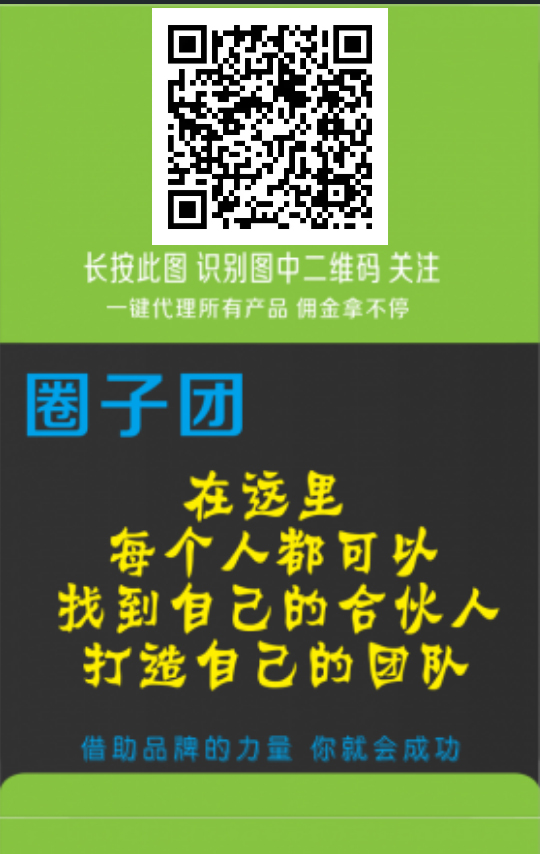 长按此图 识别图中二维码 关注
一键代理所有产品 佣金拿不停
圈子团
在这里
每个人都可以
找到自己的合伙人
打造自己的团队
借助品牌的力量 你就会成功